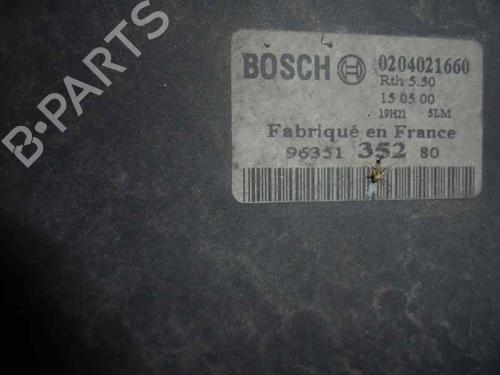 B-PARTS
BOSCH 0204021660
Rth 5.50
15 05 00
19H21 5LM
Fabriqué en France
96351 352 80